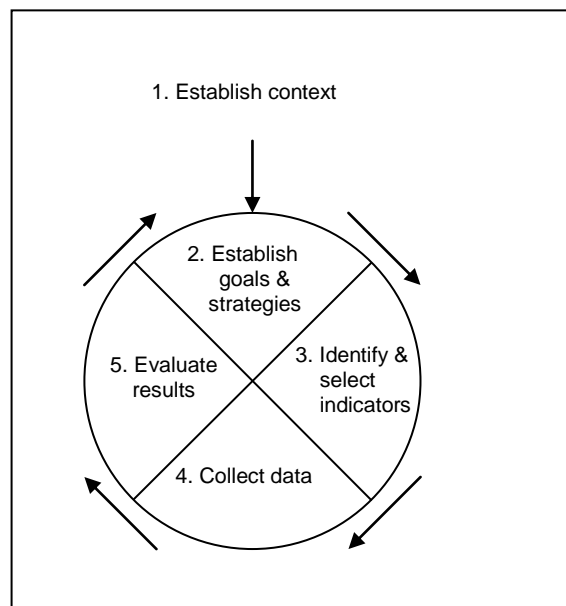 1. Establish context
2. Establish
goals &
strategies
3. Identify &
select
indicators
4. Collect data
5. Evaluate
results